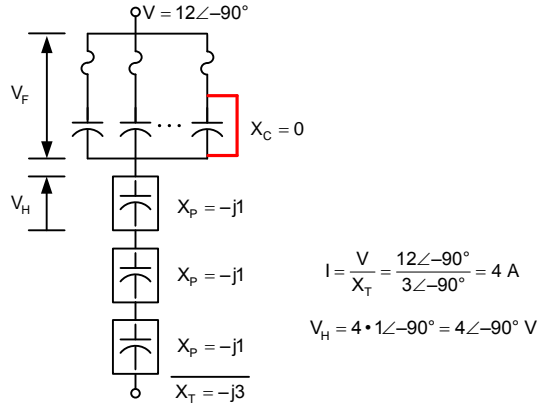 V = 12∠–90°
V_F
X_C = 0
V_H
X_P = –j1
X_P = –j1
X_P = –j1
X_T = –j3
I = V / X_T = 12∠–90° / 3∠–90° = 4 A
V_H = 4 • 1∠–90° = 4∠–90° V